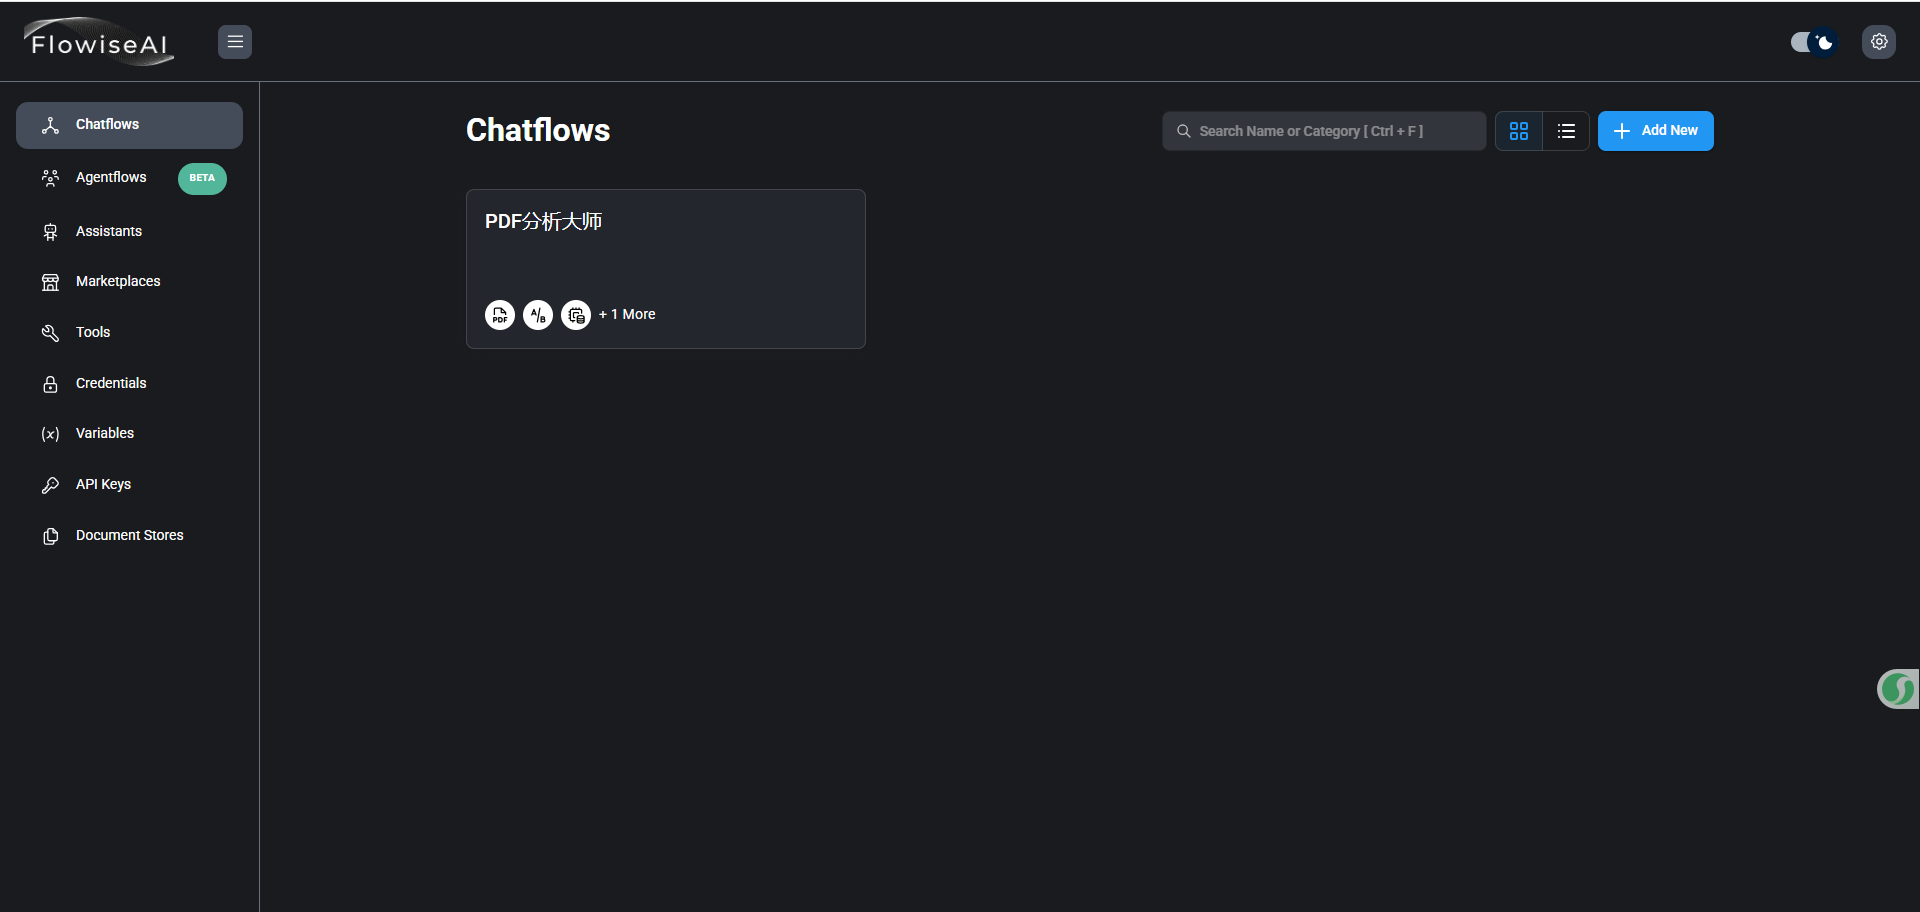 FlowiseAI
Chatflows
Agentflows BETA
Assistants
Marketplaces
Tools
Credentials
Variables
API Keys
Document Stores
Chatflows
Search Name or Category [ Ctrl + F ]
Add New
PDF分析大师
PDF A/B + 1 More